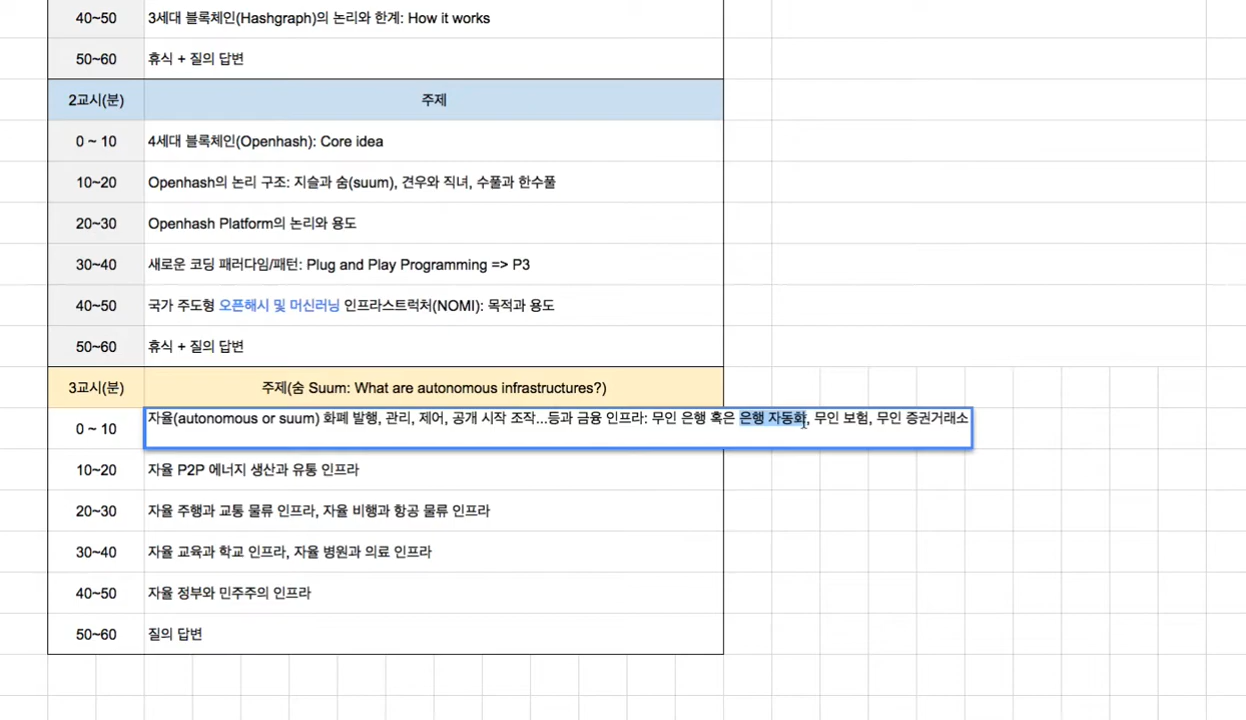 40~50 3세대 블록체인(Hashgraph)의 논리와 한계: How it works
50~60 휴식 + 질의 답변
2교시(분) 주제
0 ~ 10 4세대 블록체인(Openhash): Core idea
10~20 Openhash의 논리 구조: 지슬과 숨(suum), 견우와 직녀, 수풀과 한수풀
20~30 Openhash Platform의 논리와 용도
30~40 새로운 코딩 패러다임/패턴: Plug and Play Programming => P3
40~50 국가 주도형 오픈해시 및 머신러닝 인프라스트럭처(NOMI): 목적과 용도
50~60 휴식 + 질의 답변
3교시(분) 주제(숨 Suum: What are autonomous infrastructures?)
0 ~ 10 자율(autonomous or suum) 화폐 발행, 관리, 제어, 공개 시작 조작...등과 금융 인프라: 무인 은행 혹은 은행 자동화, 무인 보험, 무인 증권거래소
10~20 자율 P2P 에너지 생산과 유통 인프라
20~30 자율 주행과 교통 물류 인프라, 자율 비행과 항공 물류 인프라
30~40 자율 교육과 학교 인프라, 자율 병원과 의료 인프라
40~50 자율 정부와 민주주의 인프라
50~60 질의 답변